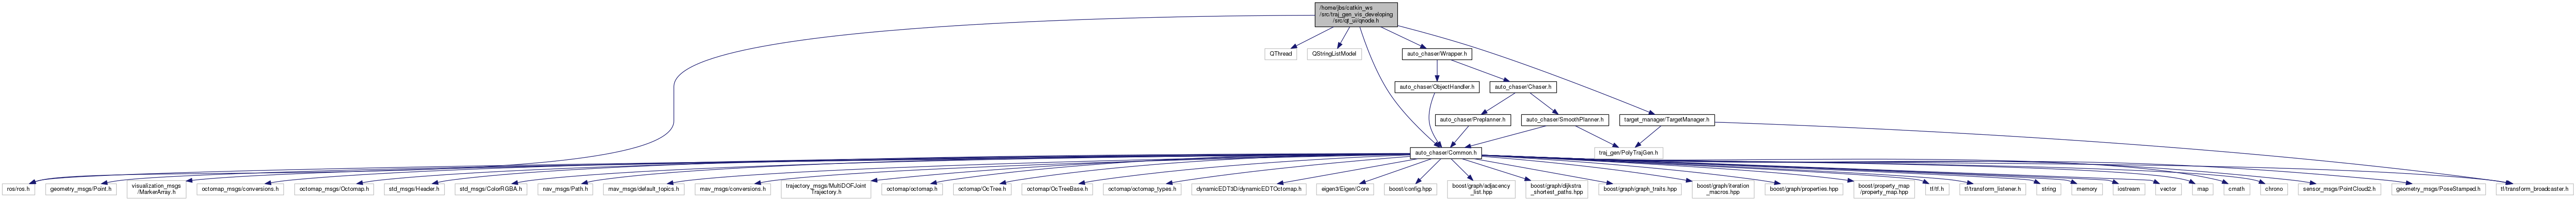 /home/jbs/catkin_ws
/src/traj_gen_vis_developing
/src/qt_ui/qnode.h
QThread
QStringListModel
auto_chaser/Wrapper.h
auto_chaser/ObjectHandler.h
auto_chaser/Chaser.h
auto_chaser/Preplanner.h
auto_chaser/SmoothPlanner.h
target_manager/TargetManager.h
auto_chaser/Common.h
traj_gen/PolyTrajGen.h
ros/ros.h
geometry_msgs/Point.h
visualization_msgs
/MarkerArray.h
octomap_msgs/conversions.h
octomap_msgs/Octomap.h
std_msgs/Header.h
std_msgs/ColorRGBA.h
nav_msgs/Path.h
mav_msgs/default_topics.h
mav_msgs/conversions.h
trajectory_msgs/MultiDOFJoint
Trajectory.h
octomap/octomap.h
octomap/OcTree.h
octomap/OcTreeBase.h
octomap/octomap_types.h
dynamicEDT3D/dynamicEDTOctomap.h
eigen3/Eigen/Core
boost/config.hpp
boost/graph/adjacency
_list.hpp
boost/graph/dijkstra
_shortest_paths.hpp
boost/graph/graph_traits.hpp
boost/graph/iteration
_macros.hpp
boost/graph/properties.hpp
boost/property_map
/property_map.hpp
tf/tf.h
tf/transform_listener.h
string
memory
iostream
vector
map
cmath
chrono
sensor_msgs/PointCloud2.h
geometry_msgs/PoseStamped.h
tf/transform_broadcaster.h